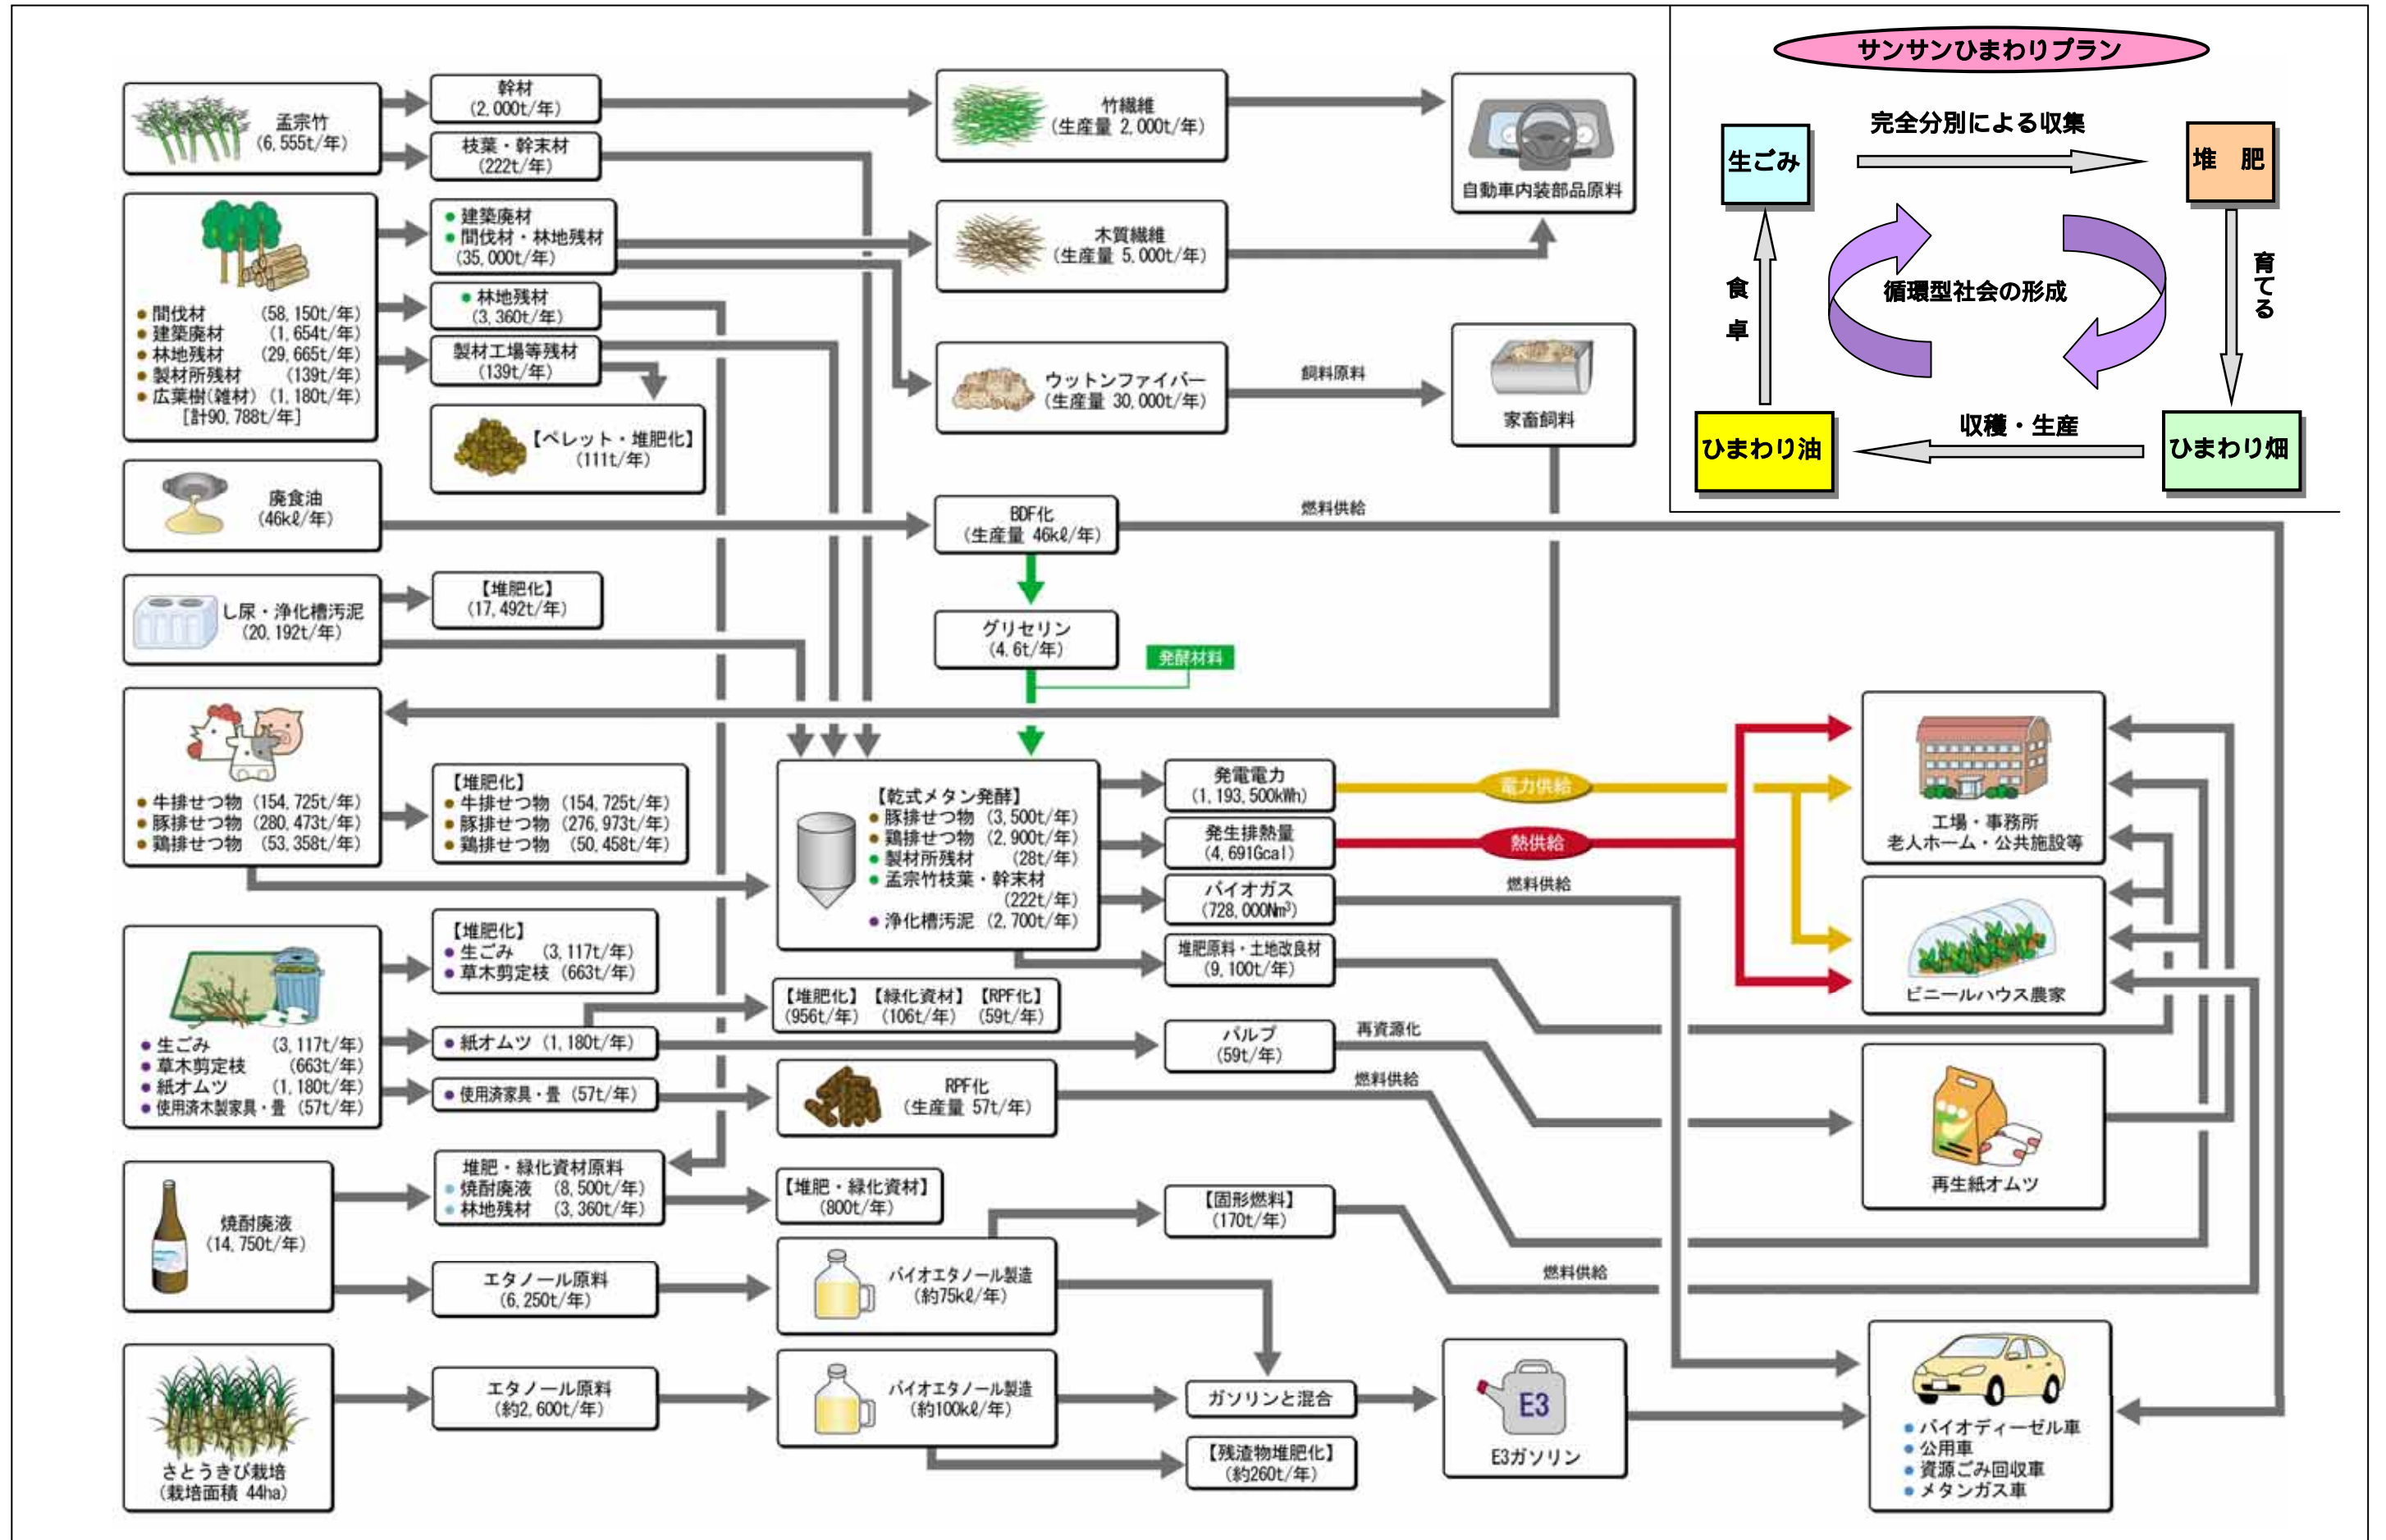 サンサンひまわりプラン
完全分別による収集
生ごみ
堆 肥
育てる
食卓
循環型社会の形成
収穫・生産
ひまわり油
ひまわり畑
孟宗竹
(6,555t/年)
幹材
(2,000t/年)
枝葉・幹末材
(222t/年)
竹繊維
(生産量 2,000t/年)
自動車内装部品原料
●間伐材 (58,150t/年)
●建築廃材 (1,654t/年)
●林地残材 (29,665t/年)
●製材所残材 (139t/年)
●広葉樹(雑材) (1,180t/年)
[計90,788t/年]
●建築廃材
●間伐材・林地残材
(35,000t/年)
●林地残材
(3,360t/年)
製材工場等残材
(139t/年)
【ペレット・堆肥化】
(111t/年)
木質繊維
(生産量 5,000t/年)
ウットンファイバー
(生産量 30,000t/年)
飼料原料
家畜飼料
廃食油
(46kℓ/年)
BDF化
(生産量 46kℓ/年)
燃料供給
グリセリン
(4.6t/年)
発酵材料
し尿・浄化槽汚泥
(20,192t/年)
【堆肥化】
(17,492t/年)
●牛排せつ物 (154,725t/年)
●豚排せつ物 (280,473t/年)
●鶏排せつ物 (53,358t/年)
【堆肥化】
●牛排せつ物 (154,725t/年)
●豚排せつ物 (276,973t/年)
●鶏排せつ物 (50,458t/年)
【乾式メタン発酵】
●豚排せつ物 (3,500t/年)
●鶏排せつ物 (2,900t/年)
●製材所残材 (28t/年)
●孟宗竹枝葉・幹末材
(222t/年)
●浄化槽汚泥 (2,700t/年)
発電電力
(1,193,500kWh)
電力供給
発生排熱量
(4,691Gcal)
熱供給
バイオガス
(728,000Nm³)
燃料供給
堆肥原料・土地改良材
(9,100t/年)
工場・事務所
老人ホーム・公共施設等
ビニールハウス農家
●生ごみ (3,117t/年)
●草木剪定枝 (663t/年)
●紙オムツ (1,180t/年)
●使用済木製家具・畳 (57t/年)
【堆肥化】
●生ごみ (3,117t/年)
●草木剪定枝 (663t/年)
●紙オムツ (1,180t/年)
●使用済家具・畳 (57t/年)
【堆肥化】【緑化資材】【RPF化】
(956t/年) (106t/年) (59t/年)
パルプ
(59t/年)
再資源化
RPF化
(生産量 57t/年)
燃料供給
再生紙オムツ
焼酎廃液
(14,750t/年)
堆肥・緑化資材原料
●焼酎廃液 (8,500t/年)
●林地残材 (3,360t/年)
【堆肥・緑化資材】
(800t/年)
【固形燃料】
(170t/年)
燃料供給
エタノール原料
(6,250t/年)
バイオエタノール製造
(約75kℓ/年)
さとうきび栽培
(栽培面積 44ha)
エタノール原料
(約2,600t/年)
バイオエタノール製造
(約100kℓ/年)
ガソリンと混合
【残渣物堆肥化】
(約260t/年)
E3
E3ガソリン
●バイオディーゼル車
●公用車
●資源ごみ回収車
●メタンガス車